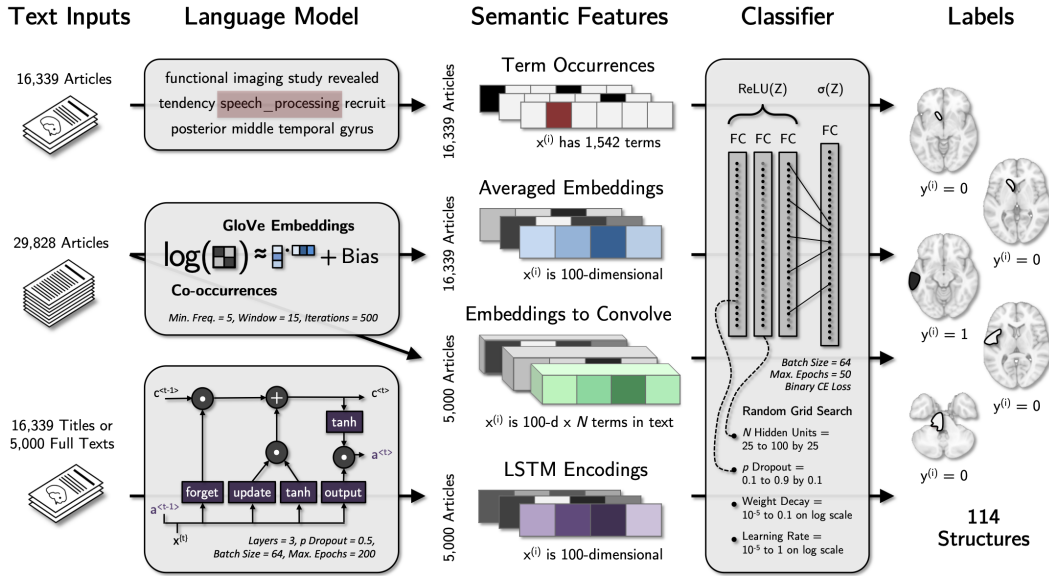 Text Inputs
Language Model
Semantic Features
Classifier
Labels
16,339 Articles
functional imaging study revealed
tendency speech_processing recruit
posterior middle temporal gyrus
16,339 Articles
Term Occurrences
x(i) has 1,542 terms
29,828 Articles
GloVe Embeddings
log( ) ≈ · + Bias
Co-occurrences
Min. Freq. = 5, Window = 15, Iterations = 500
16,339 Articles
Averaged Embeddings
x(i) is 100-dimensional
5,000 Articles
Embeddings to Convolve
x(i) is 100-d x N terms in text
16,339 Titles or
5,000 Full Texts
c<t-1>
c<t>
tanh
a<t>
forget
update
tanh
output
a<t-1>
x{t}
Layers = 3, p Dropout = 0.5,
Batch Size = 64, Max. Epochs = 200
5,000 Articles
LSTM Encodings
x(i) is 100-dimensional
ReLU(Z)
σ(Z)
FC FC FC
FC
Batch Size = 64
Max. Epochs = 50
Binary CE Loss
Random Grid Search
N Hidden Units =
25 to 100 by 25
p Dropout =
0.1 to 0.9 by 0.1
Weight Decay =
10-5 to 0.1 on log scale
Learning Rate =
10-5 to 1 on log scale
y(i) = 0
y(i) = 0
y(i) = 1
y(i) = 0
y(i) = 0
114
Structures